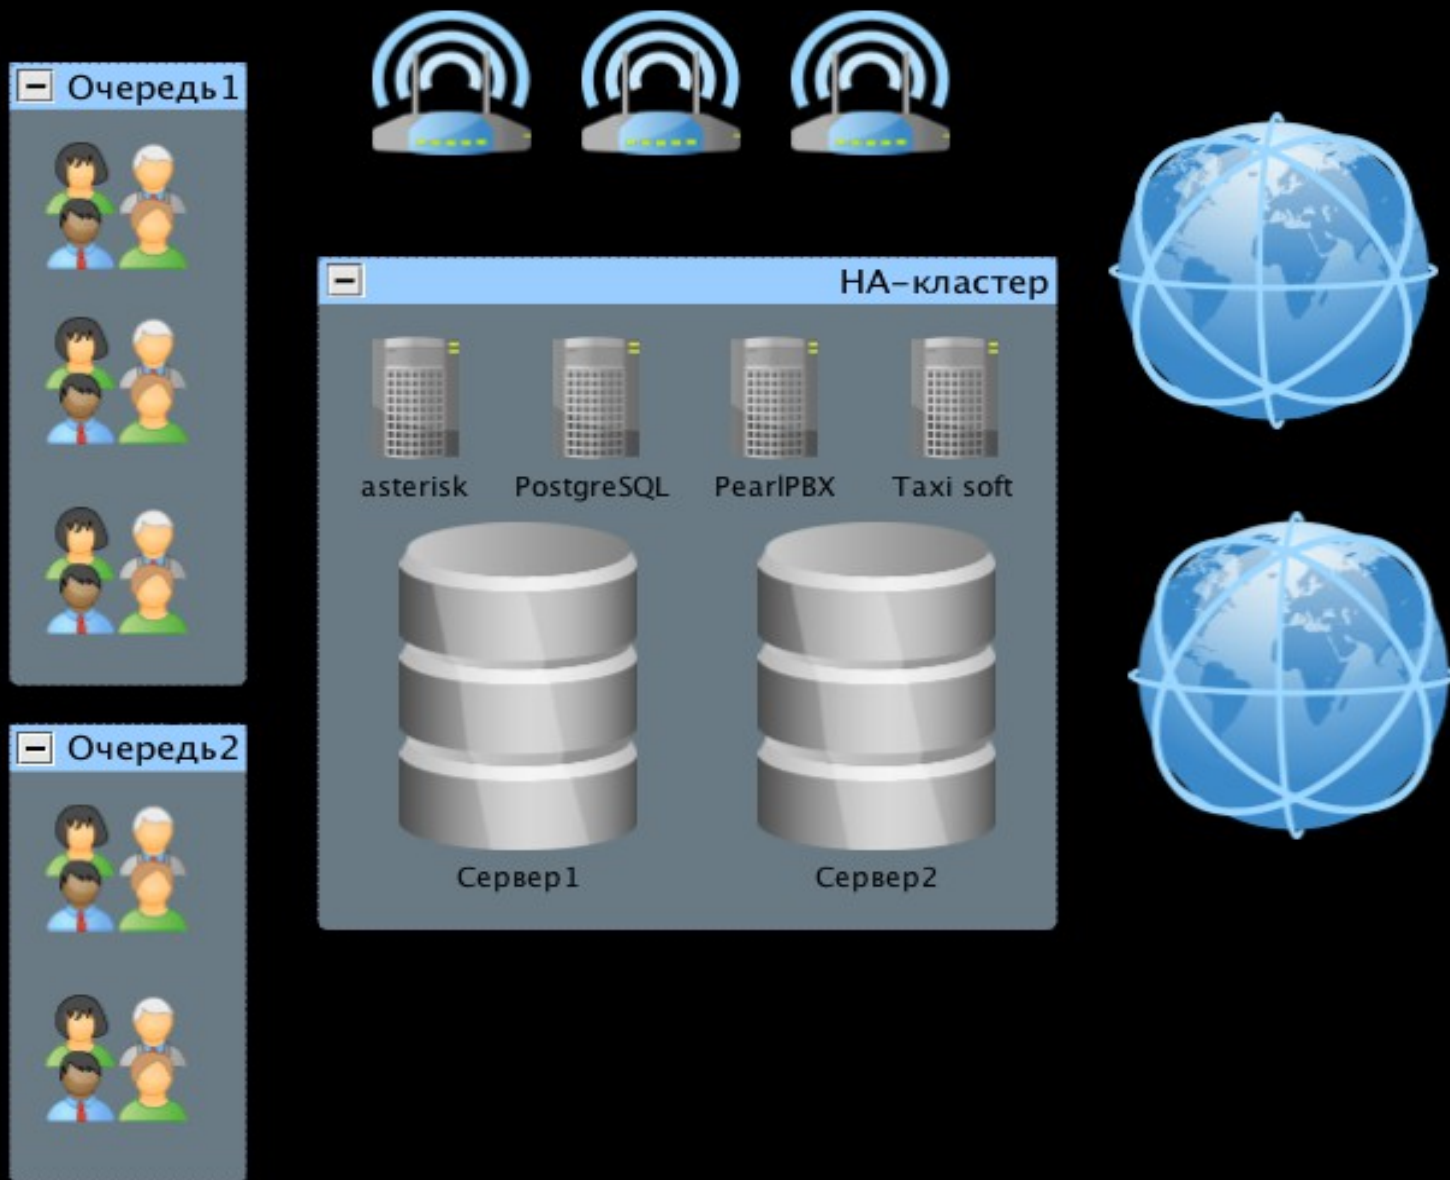 Очередь1
HA-кластер
asterisk
PostgreSQL
PearlPBX
Taxi soft
Сервер1
Сервер2
Очередь2